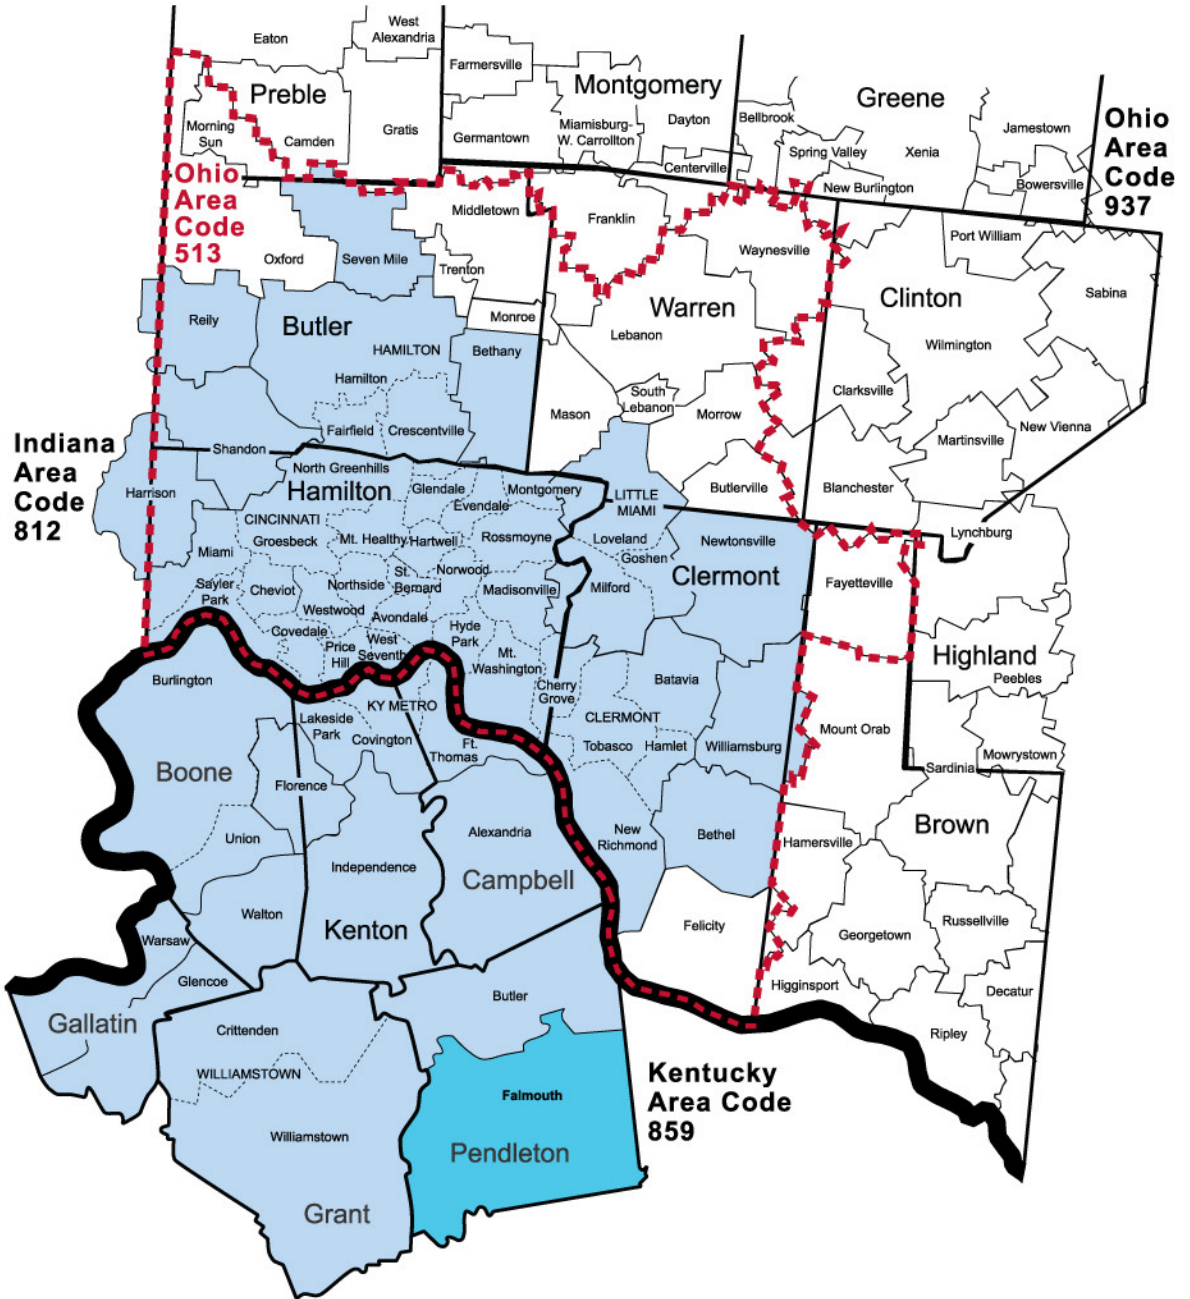 West
Alexandria
Eaton
Farmersville
Montgomery
Greene
Preble
Morning
Sun
Camden
Gratis
Germantown
Miamisburg-
W. Carrollton
Dayton
Centerville
Bellbrook
Spring Valley
Xenia
Jamestown
Bowersville
New Burlington
Ohio
Area
Code
937
Ohio
Area
Code
513
Middletown
Franklin
Waynesville
Port William
Oxford
Seven Mile
Trenton
Monroe
Warren
Lebanon
Clinton
Sabina
Wilmington
Reily
Butler
HAMILTON
Bethany
Hamilton
Fairfield
Crescentville
Mason
South
Lebanon
Morrow
Clarksville
Martinsville
New Vienna
Indiana
Area
Code
812
Shandon
Harrison
North Greenhills
Hamilton
Glendale
Montgomery
Evendale
LITTLE
MIAMI
Butlerville
Blanchester
Lynchburg
CINCINNATI
Groesbeck
Mt. Healthy
Hartwell
Rossmoyne
Loveland
Goshen
Newtonsville
Miami
Sayler
Park
Cheviot
Northside
St.
Bernard
Norwood
Madisonville
Milford
Clermont
Fayetteville
Westwood
Avondale
Covedale
Price
Hill
West
Seventh
Hyde
Park
Mt.
Washington
Cherry
Grove
Batavia
Highland
Peebles
Burlington
KY METRO
Lakeside
Park
Covington
Ft.
Thomas
CLERMONT
Tobasco
Hamlet
Williamsburg
Mount Orab
Mowrystown
Sardinia
Boone
Florence
Union
Alexandria
New
Richmond
Bethel
Hamersville
Brown
Independence
Campbell
Walton
Kenton
Felicity
Georgetown
Russellville
Warsaw
Glencoe
Butler
Higginsport
Decatur
Gallatin
Crittenden
Ripley
WILLIAMSTOWN
Falmouth
Kentucky
Area Code
859
Williamstown
Pendleton
Grant